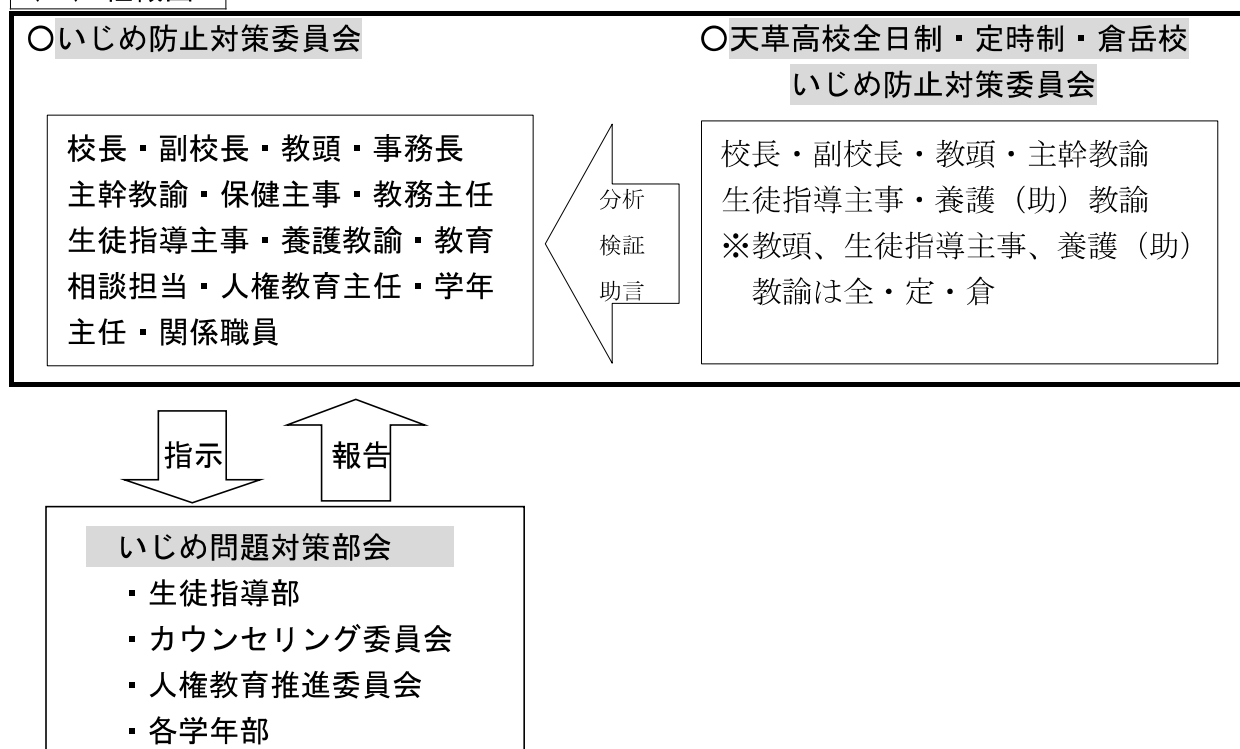 〇いじめ防止対策委員会
校長・副校長・教頭・事務長
主幹教諭・保健主事・教務主任
生徒指導主事・養護教諭・教育
相談担当・人権教育主任・学年
主任・関係職員
分析
検証
助言
〇天草高校全日制・定時制・倉岳校
いじめ防止対策委員会
校長・副校長・教頭・主幹教諭
生徒指導主事・養護（助）教諭
※教頭、生徒指導主事、養護（助）
教諭は全・定・倉
指示
報告
いじめ問題対策部会
・生徒指導部
・カウンセリング委員会
・人権教育推進委員会
・各学年部